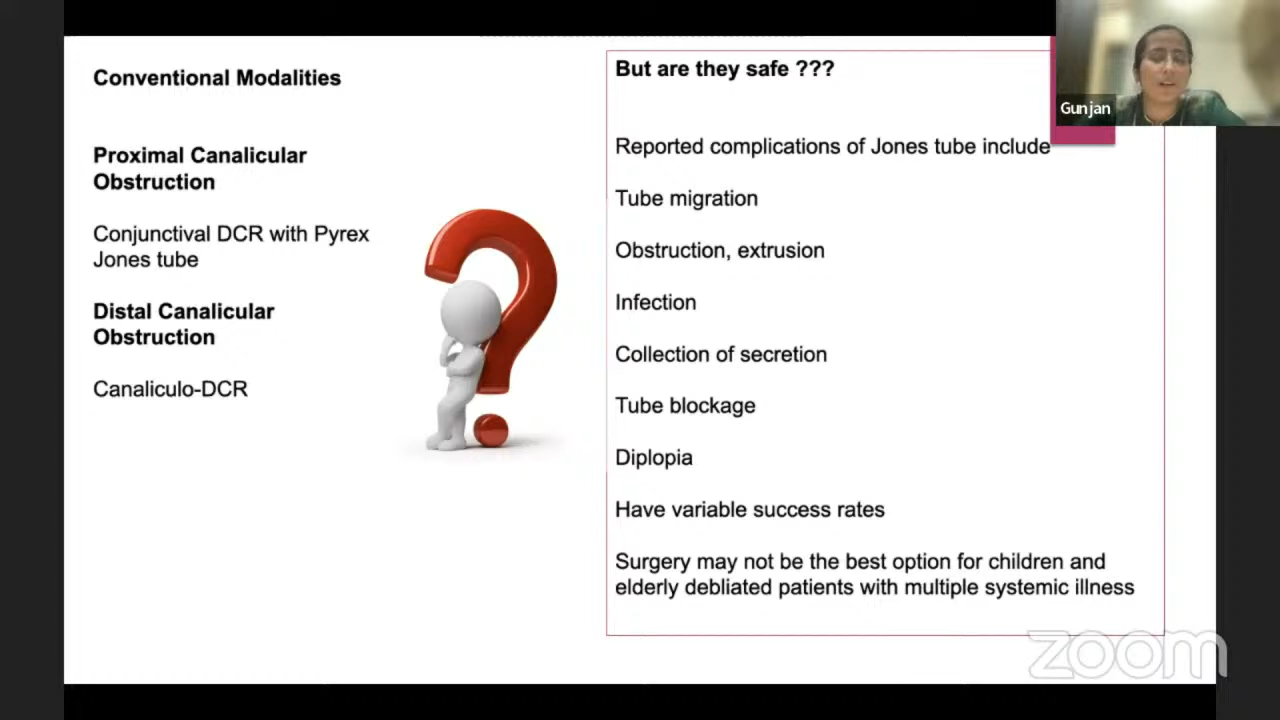 Conventional Modalities
Proximal Canalicular
Obstruction
Conjunctival DCR with Pyrex
Jones tube
Distal Canalicular
Obstruction
Canaliculo-DCR
But are they safe ???
Reported complications of Jones tube include
Tube migration
Obstruction, extrusion
Infection
Collection of secretion
Tube blockage
Diplopia
Have variable success rates
Surgery may not be the best option for children and
elderly debliated patients with multiple systemic illness
Gunjan
zoom